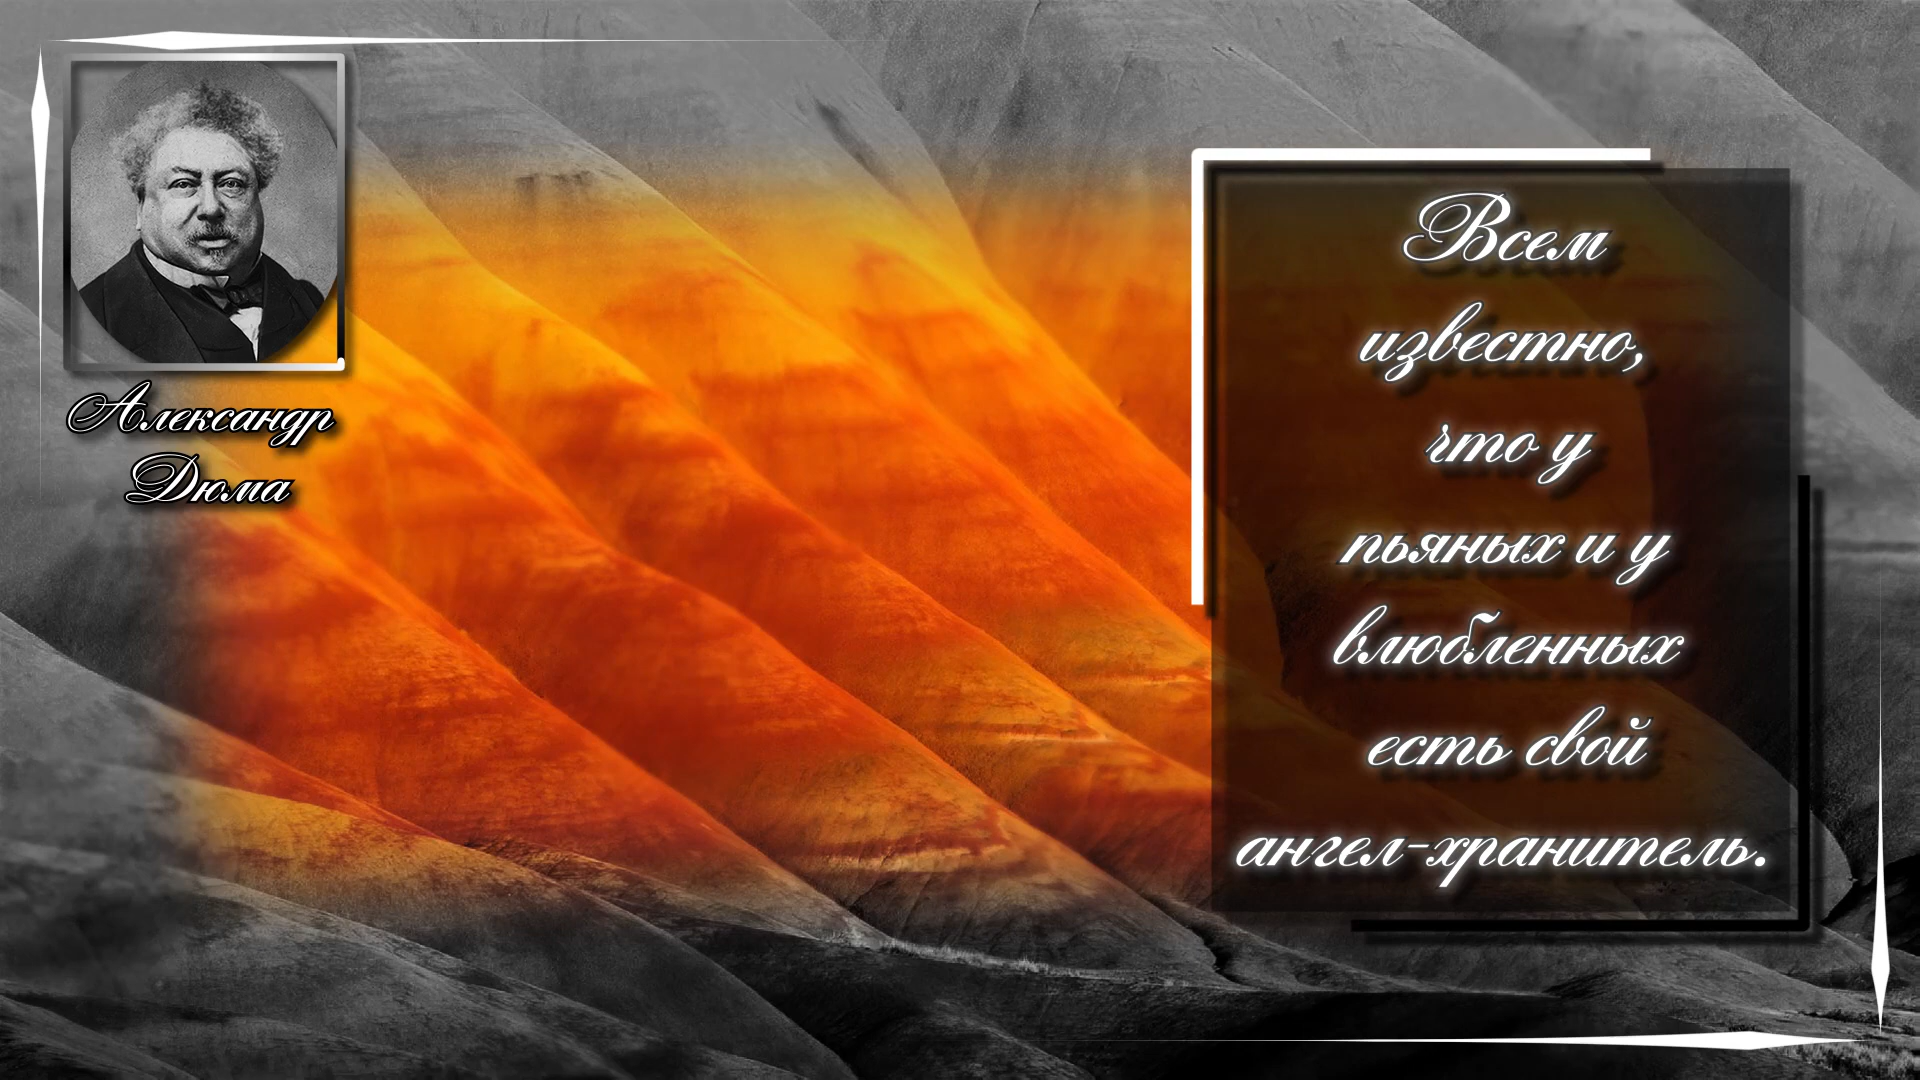 Александр
Дюма
Всем
известно,
что у
пьяных и у
влюбленных
есть свой
ангел-хранитель.